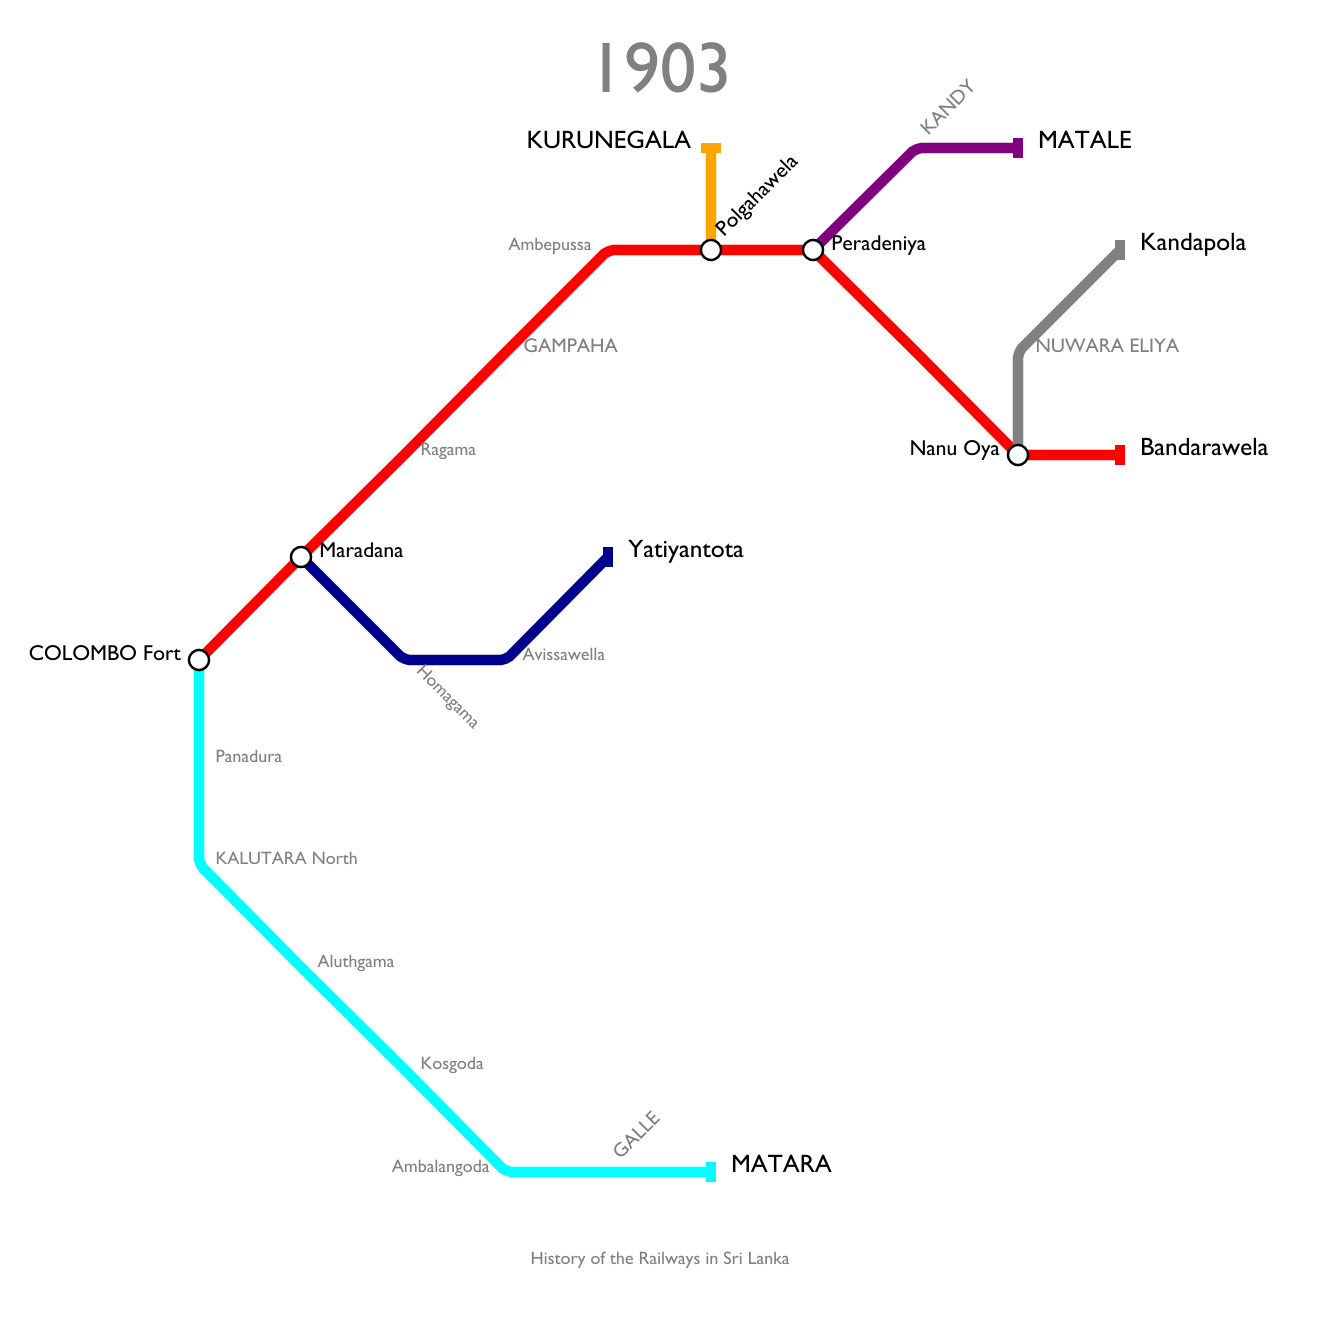 1903
KANDY
KURUNEGALA
MATALE
Polgahawela
Ambepussa
Peradeniya
Kandapola
GAMPAHA
NUWARA ELIYA
Ragama
Nanu Oya
Bandarawela
Maradana
Yatiyantota
COLOMBO Fort
Avissawella
Homagama
Panadura
KALUTARA North
Aluthgama
Kosgoda
GALLE
Ambalangoda
MATARA
History of the Railways in Sri Lanka